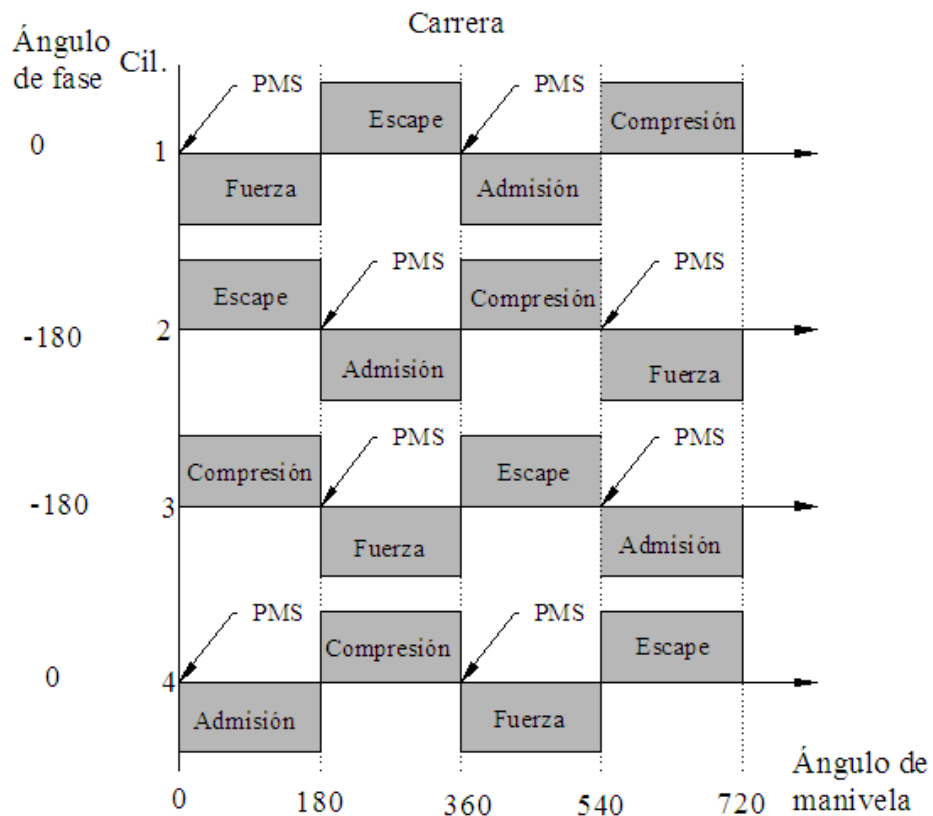 Carrera
Ángulo
de fase
Cil.
PMS
PMS
Escape
Compresión
0
1
Fuerza
Admisión
PMS
PMS
Escape
Compresión
-180
2
Admisión
Fuerza
PMS
PMS
Compresión
Escape
-180
3
Fuerza
Admisión
PMS
PMS
Compresión
Escape
0
4
Admisión
Fuerza
0
180
360
540
720
Ángulo de
manivela